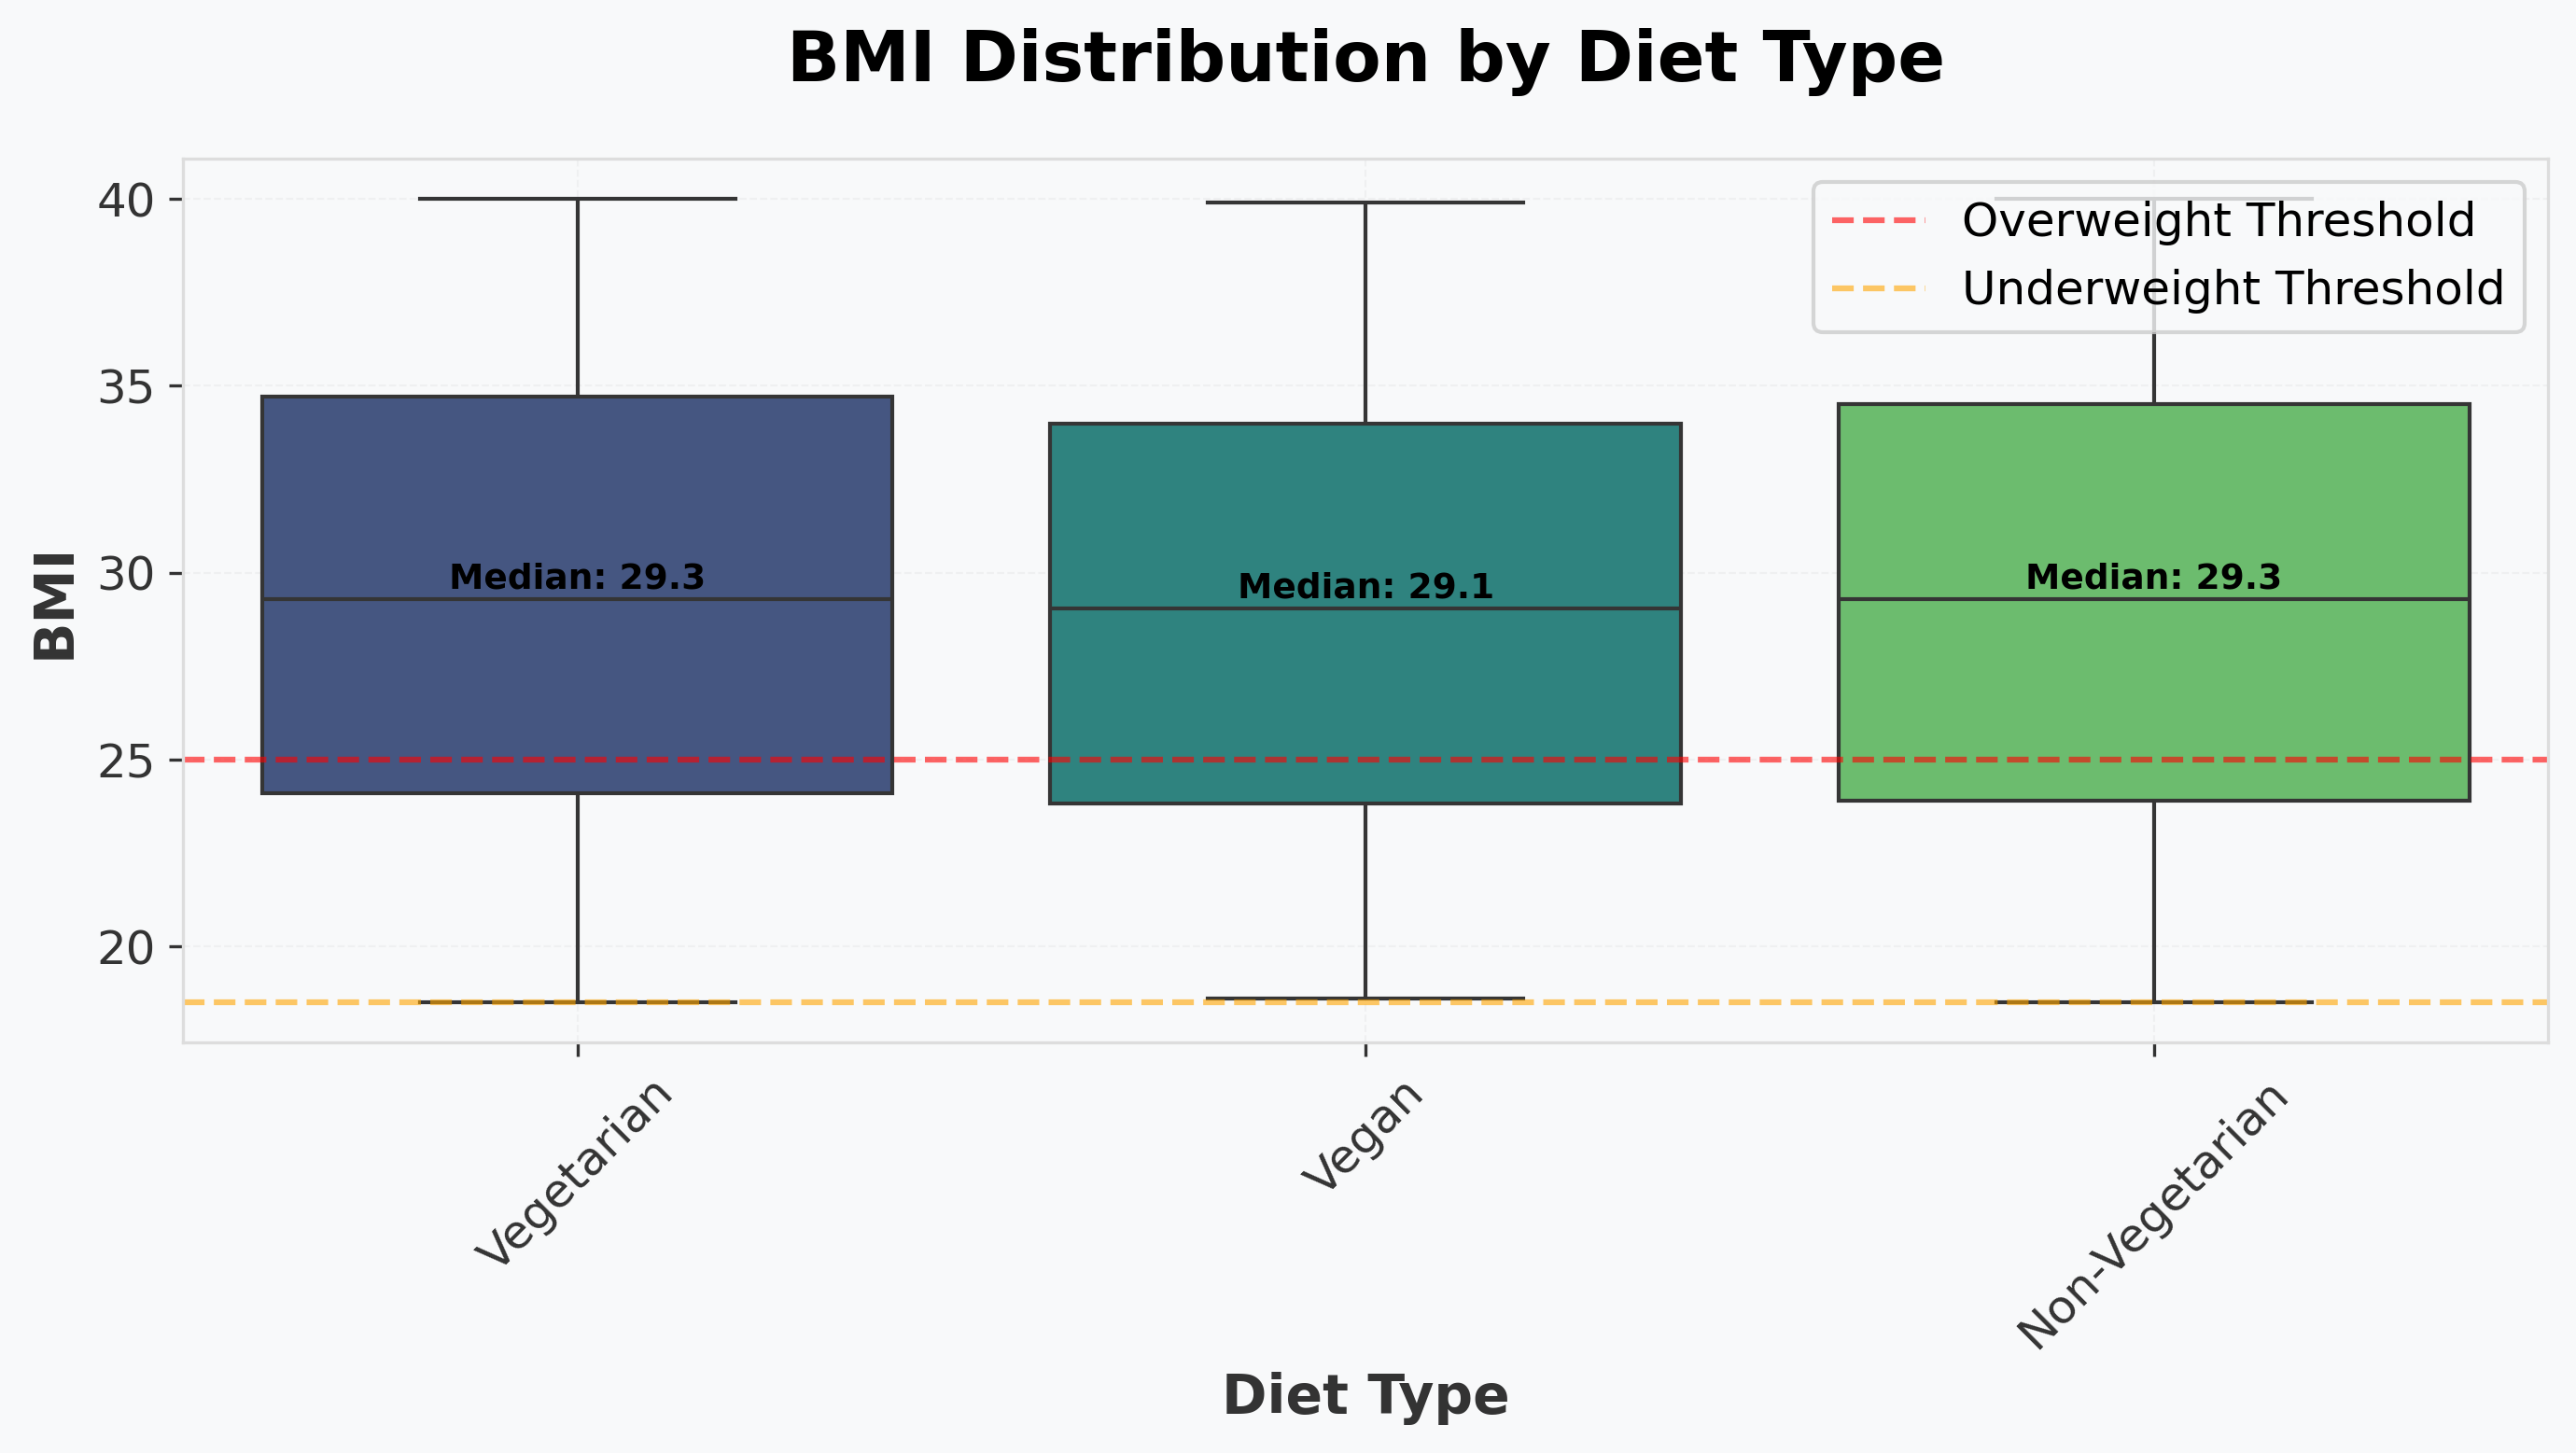 BMI Distribution by Diet Type
Overweight Threshold
Underweight Threshold
BMI
40
35
30
25
20
Median: 29.3
Median: 29.1
Median: 29.3
Vegetarian
Vegan
Non-Vegetarian
Diet Type